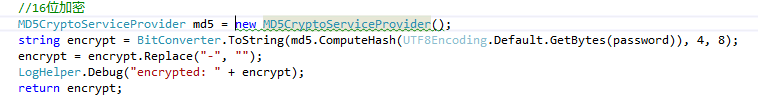 //16位加密
MD5CryptoServiceProvider md5 = new MD5CryptoServiceProvider();
string encrypt = BitConverter.ToString(md5.ComputeHash(UTF8Encoding.Default.GetBytes(password)), 4, 8);
encrypt = encrypt.Replace("-", "");
LogHelper.Debug("encrypted: " + encrypt);
return encrypt;